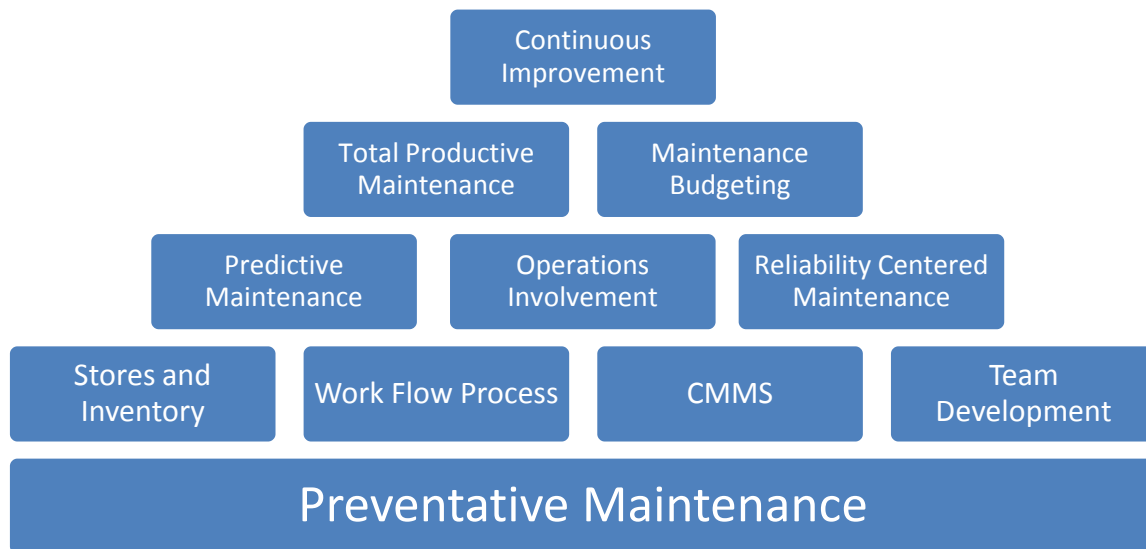 Continuous
Improvement
Total Productive
Maintenance
Maintenance
Budgeting
Predictive
Maintenance
Operations
Involvement
Reliability Centered
Maintenance
Stores and
Inventory
Work Flow Process
CMMS
Team
Development
Preventative Maintenance